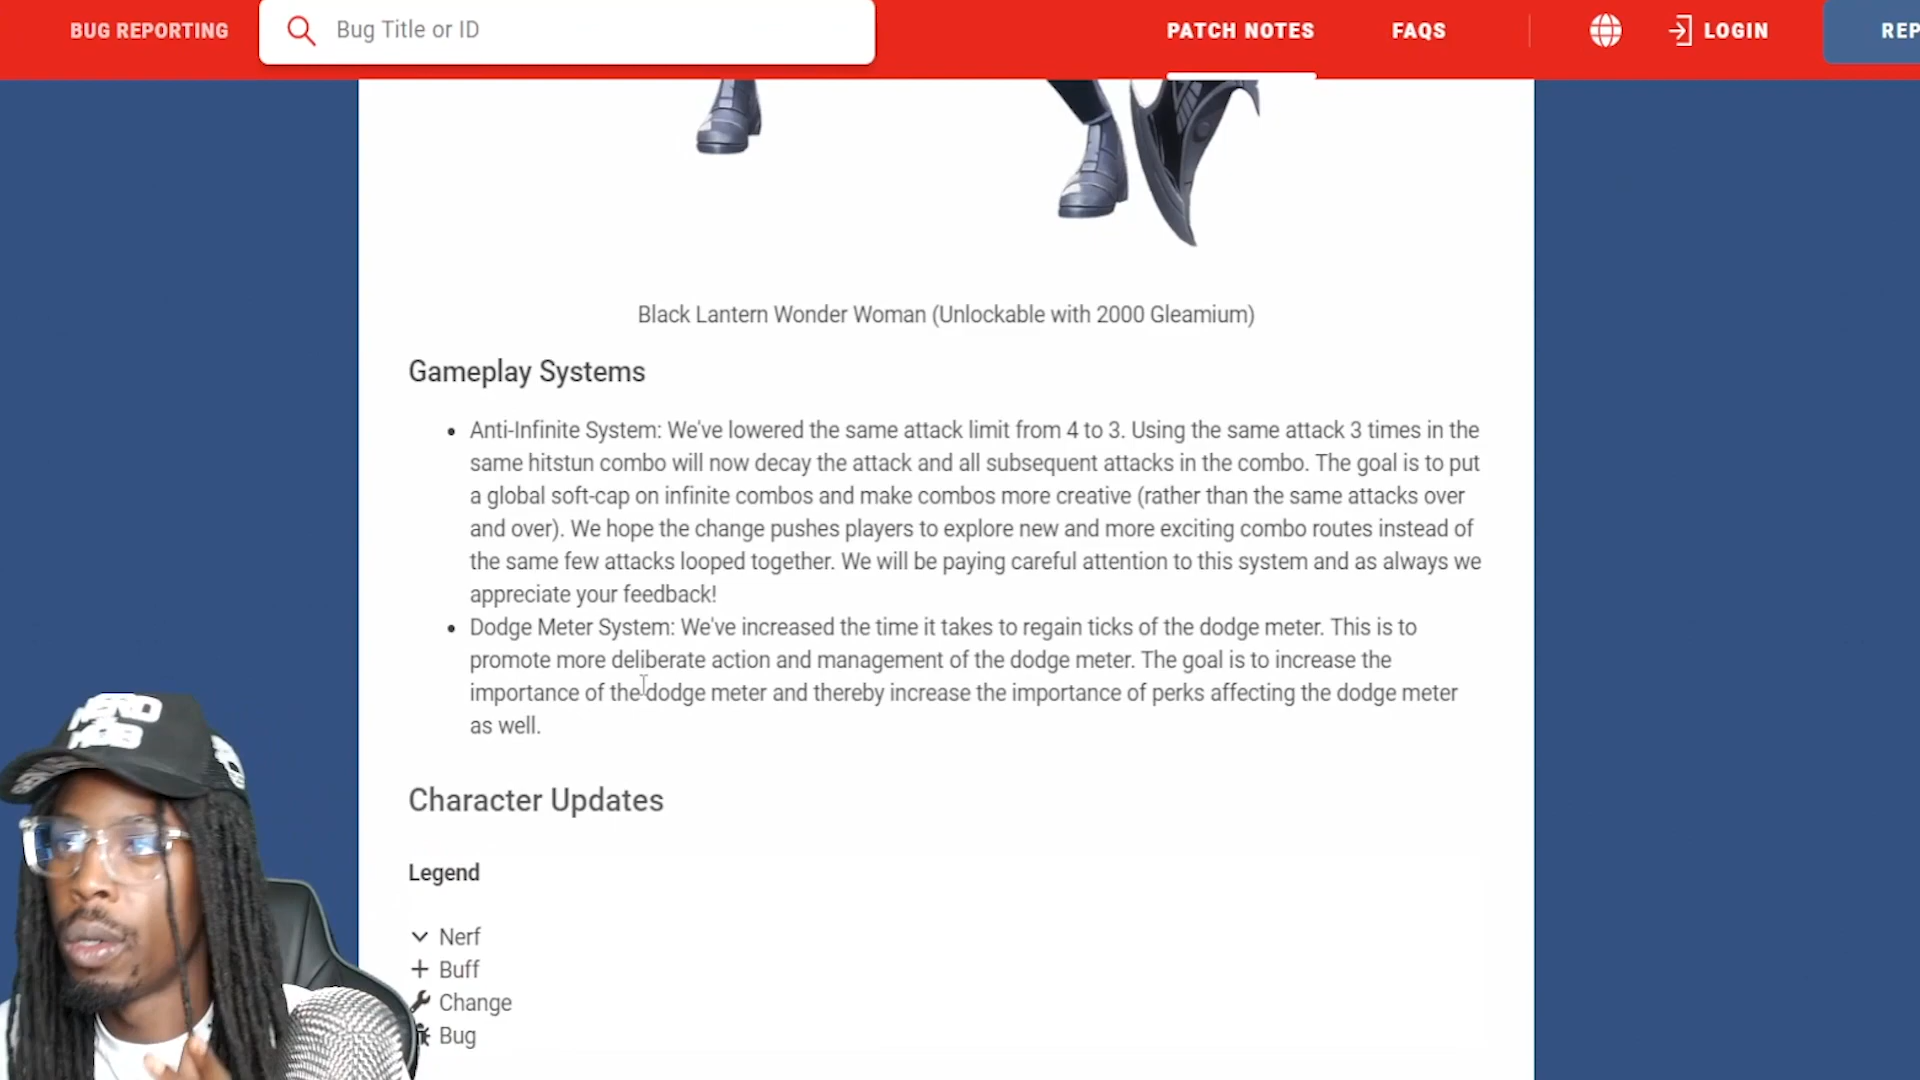 BUG REPORTING
Bug Title or ID
PATCH NOTES
FAQS
LOGIN
REP
Black Lantern Wonder Woman (Unlockable with 2000 Gleamium)
Gameplay Systems
• Anti-Infinite System: We've lowered the same attack limit from 4 to 3. Using the same attack 3 times in the
same hitstun combo will now decay the attack and all subsequent attacks in the combo. The goal is to put
a global soft-cap on infinite combos and make combos more creative (rather than the same attacks over
and over). We hope the change pushes players to explore new and more exciting combo routes instead of
the same few attacks looped together. We will be paying careful attention to this system and as always we
appreciate your feedback!
• Dodge Meter System: We've increased the time it takes to regain ticks of the dodge meter. This is to
promote more deliberate action and management of the dodge meter. The goal is to increase the
importance of the dodge meter and thereby increase the importance of perks affecting the dodge meter
as well.
Character Updates
Legend
Nerf
Buff
Change
Bug
NERD
MOB